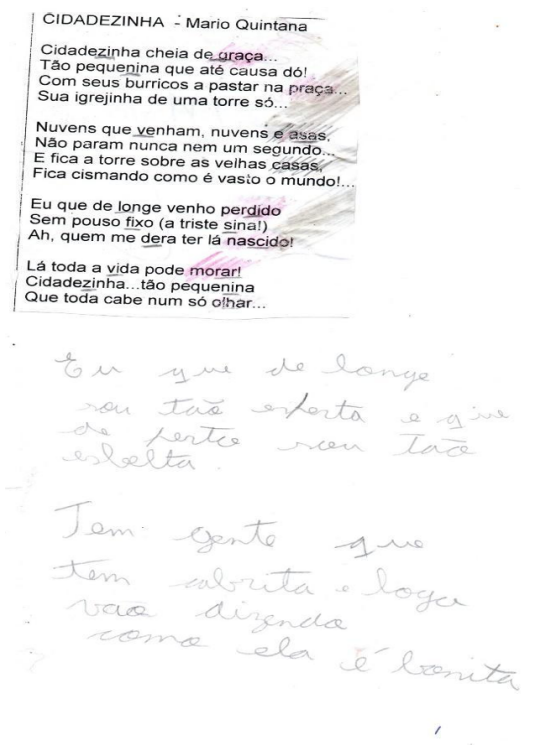 CIDADEZINHA - Mario Quintana
Cidadezinha cheia de graça...
Tão pequenina que até causa dó!
Com seus burricos a pastar na praça...
Sua igrejinha de uma torre só...
Nuvens que venham, nuvens e asas,
Não param nunca nem um segundo...
E fica a torre sobre as velhas casas,
Fica cismando como é vasto o mundo!...
Eu que de longe venho perdido
Sem pouso fixo (a triste sina!)
Ah, quem me dera ter lá nascido!
Lá toda a vida pode morar!
Cidadezinha...tão pequenina
Que toda cabe num só olhar...
Eu que de longe
sou tão esperta e que
de perto sou tão
esbelta.
Tem gente que
tem cabrita e logo
vão dizendo
como ela é bonita